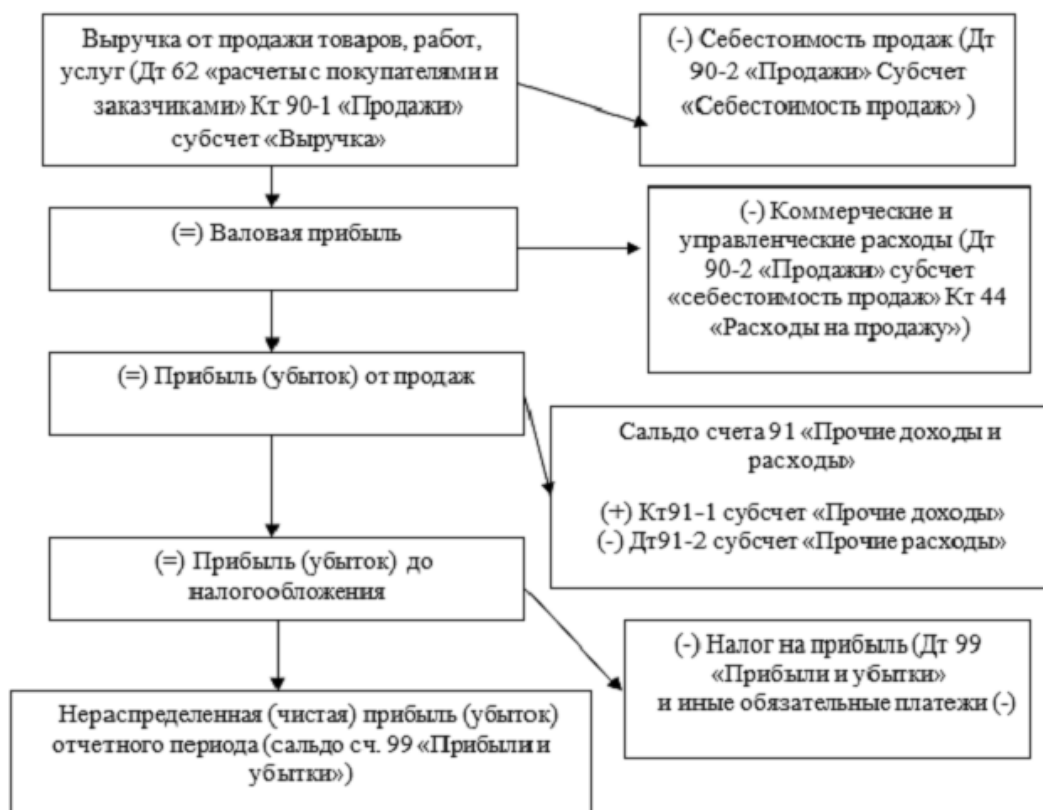 Выручка от продажи товаров, работ,
услуг (Дт 62 «расчеты с покупателями и
заказчиками» Кт 90-1 «Продажи»
субсчет «Выручка»
(-) Себестоимость продаж (Дт
90-2 «Продажи» Субсчет
«Себестоимость продаж» )
(=) Валовая прибыль
(-) Коммерческие и
управленческие расходы (Дт
90-2 «Продажи» субсчет
«себестоимость продаж» Кт 44
«Расходы на продажу»)
(=) Прибыль (убыток) от продаж
Сальдо счета 91 «Прочие доходы и
расходы»
(+) Кт91-1 субсчет «Прочие доходы»
(-) Дт91-2 субсчет «Прочие расходы»
(=) Прибыль (убыток) до
налогообложения
(-) Налог на прибыль (Дт 99
«Прибыли и убытки»
и иные обязательные платежи (-)
Нераспределенная (чистая) прибыль (убыток)
отчетного периода (сальдо сч. 99 «Прибыли и
убытки»)